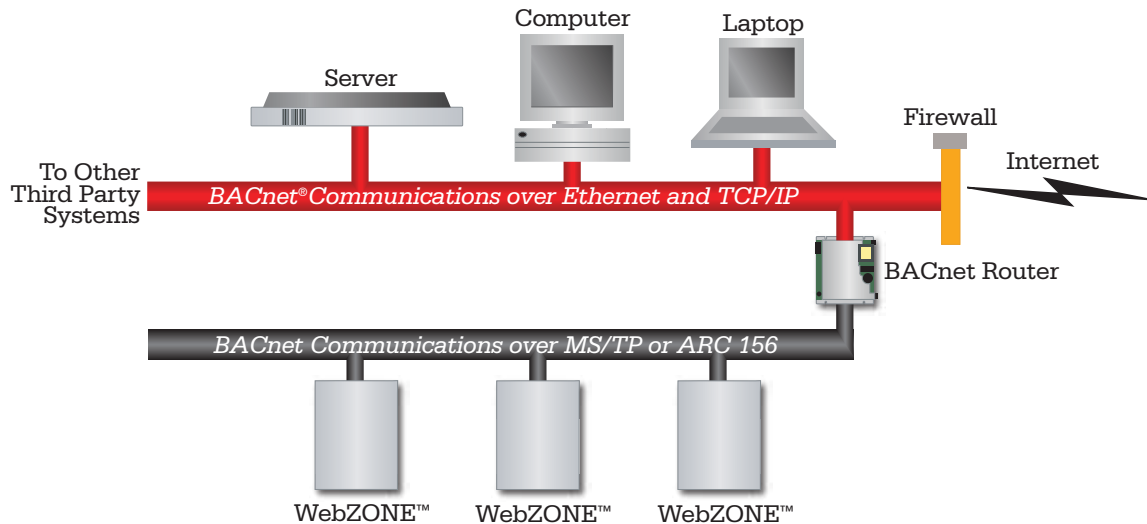 Computer
Laptop
Server
Firewall
To Other
Third Party
Systems
BACnet® Communications over Ethernet and TCP/IP
Internet
BACnet Router
BACnet Communications over MS/TP or ARC 156
WebZONE™
WebZONE™
WebZONE™